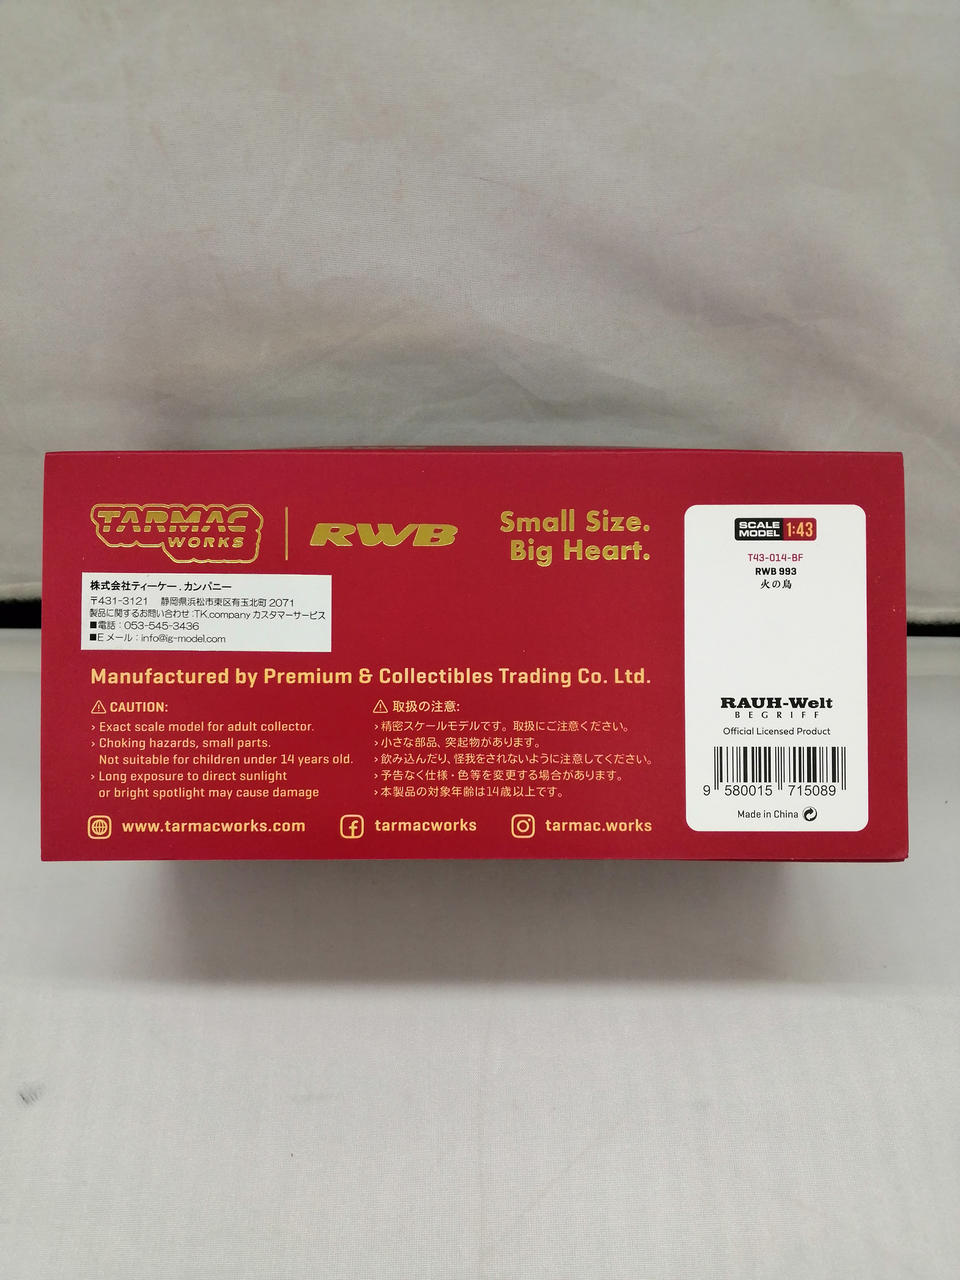 TARMAC WORKS
RWB
Small Size.
Big Heart.
株式会社ティーケー.カンパニー
〒431-3121 静岡県浜松市東区有玉北町2071
製品に関するお問い合わせ:TK.companyカスタマーサービス
■電話:053-545-3436
■Eメール:info@ig-model.com
Manufactured by Premium & Collectibles Trading Co. Ltd.
⚠ CAUTION:
› Exact scale model for adult collector.
› Choking hazards, small parts.
Not suitable for children under 14 years old.
› Long exposure to direct sunlight
or bright spotlight may cause damage
⚠ 取扱の注意:
› 精密スケールモデルです。取扱にご注意ください。
› 小さな部品、突起物があります。
› 飲み込んだり、怪我をされないように注意してください。
› 予告なく仕様・色等を変更する場合があります。
› 本製品の対象年齢は14歳以上です。
www.tarmacworks.com
tarmacworks
tarmac.works
SCALE MODEL 1:43
T43-014-BF
RWB 993
火の鳥
RAUH-Welt
BEGRIFF
Official Licensed Product
9 580015 715089
Made in China